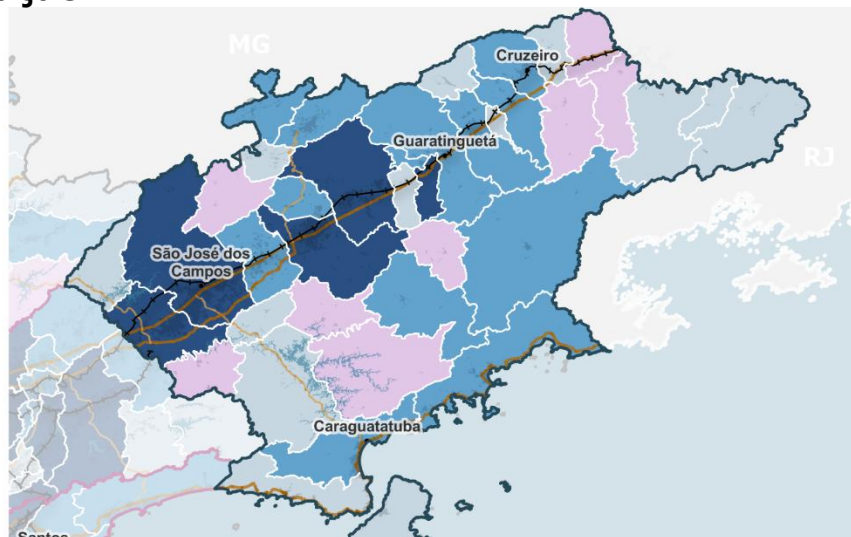 MG
Cruzeiro
Guaratinguetá
RJ
São José dos
Campos
Caraguatatuba